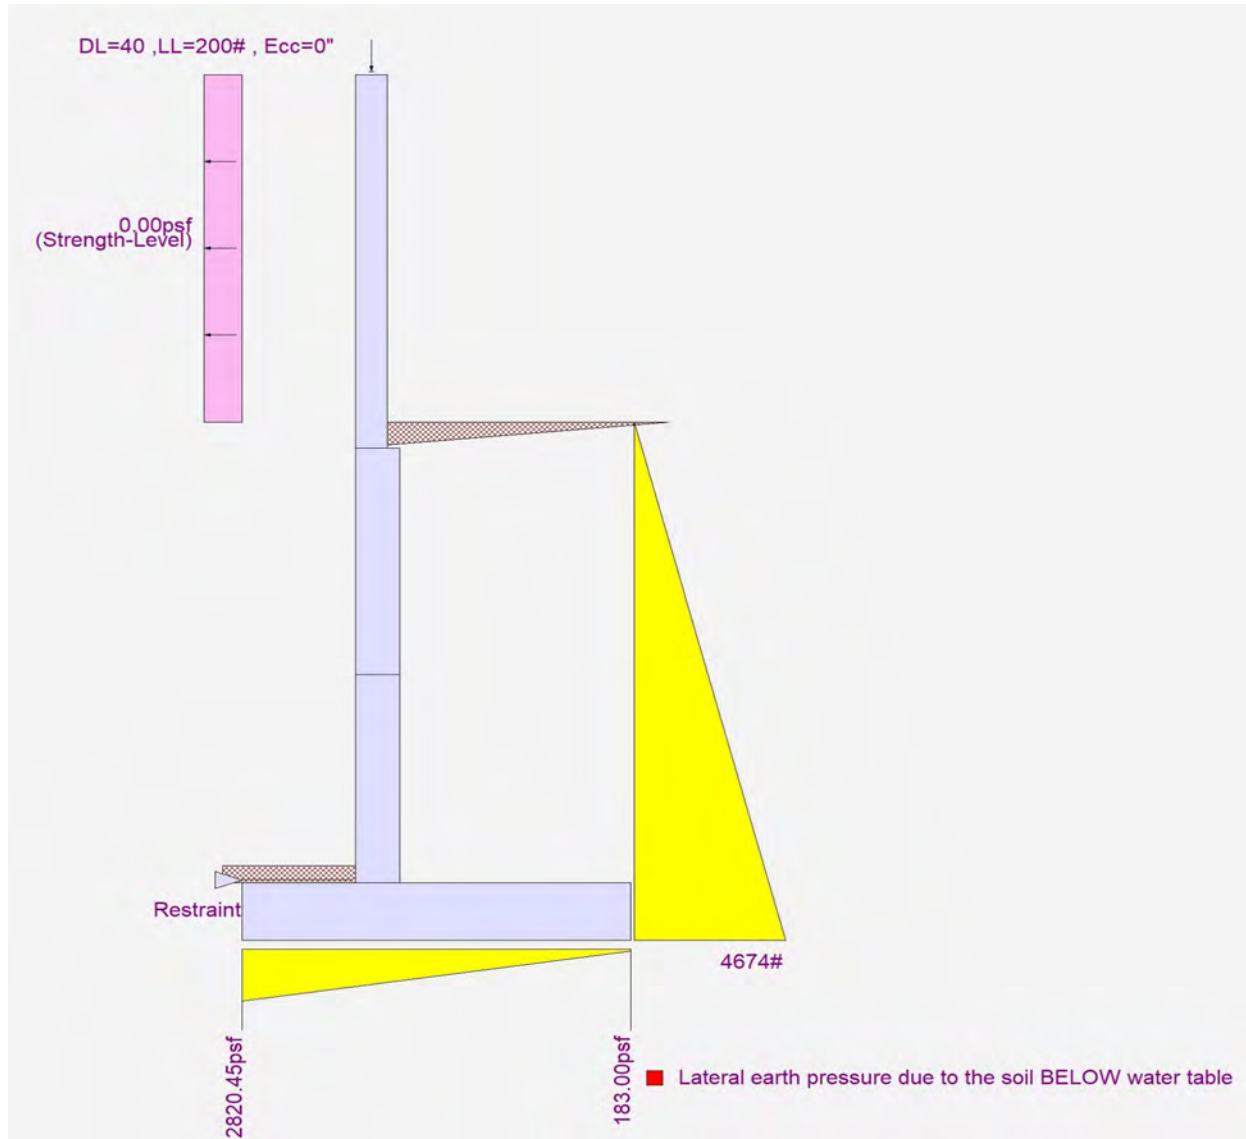 DL=40 ,LL=200# , Ecc=0"
0.00psf
(Strength-Level)
Restraint
4674#
2820.45psf
183.00psf
Lateral earth pressure due to the soil BELOW water table